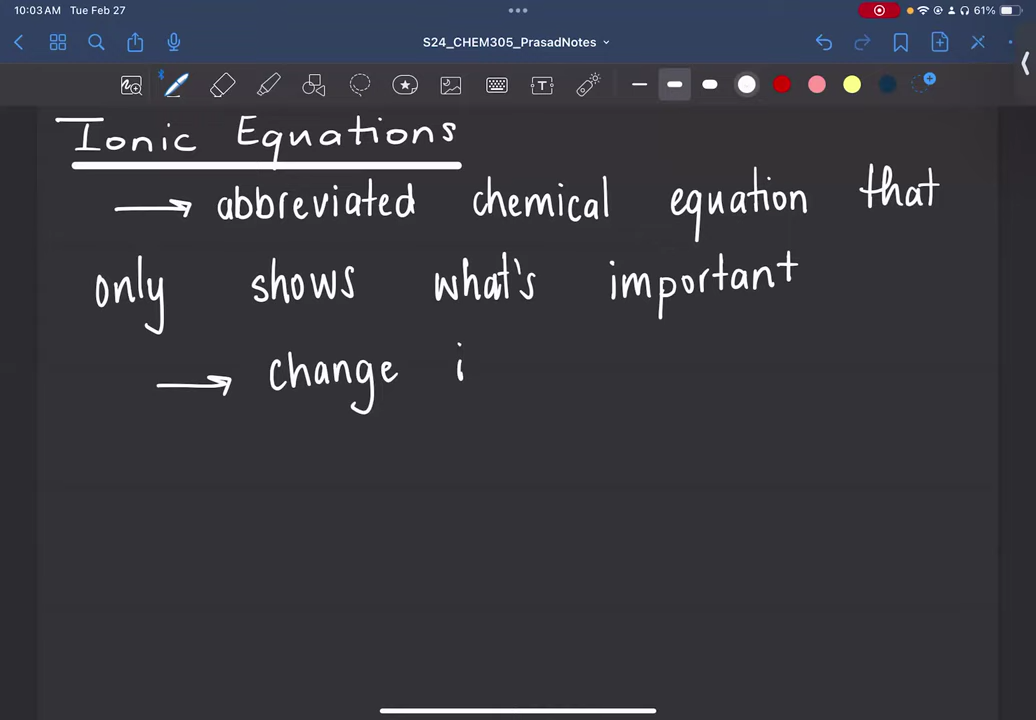 10:03 AM Tue Feb 27
61%
S24_CHEM305_PrasadNotes
Ionic Equations
→ abbreviated chemical equation that
only shows what's important
→ change i